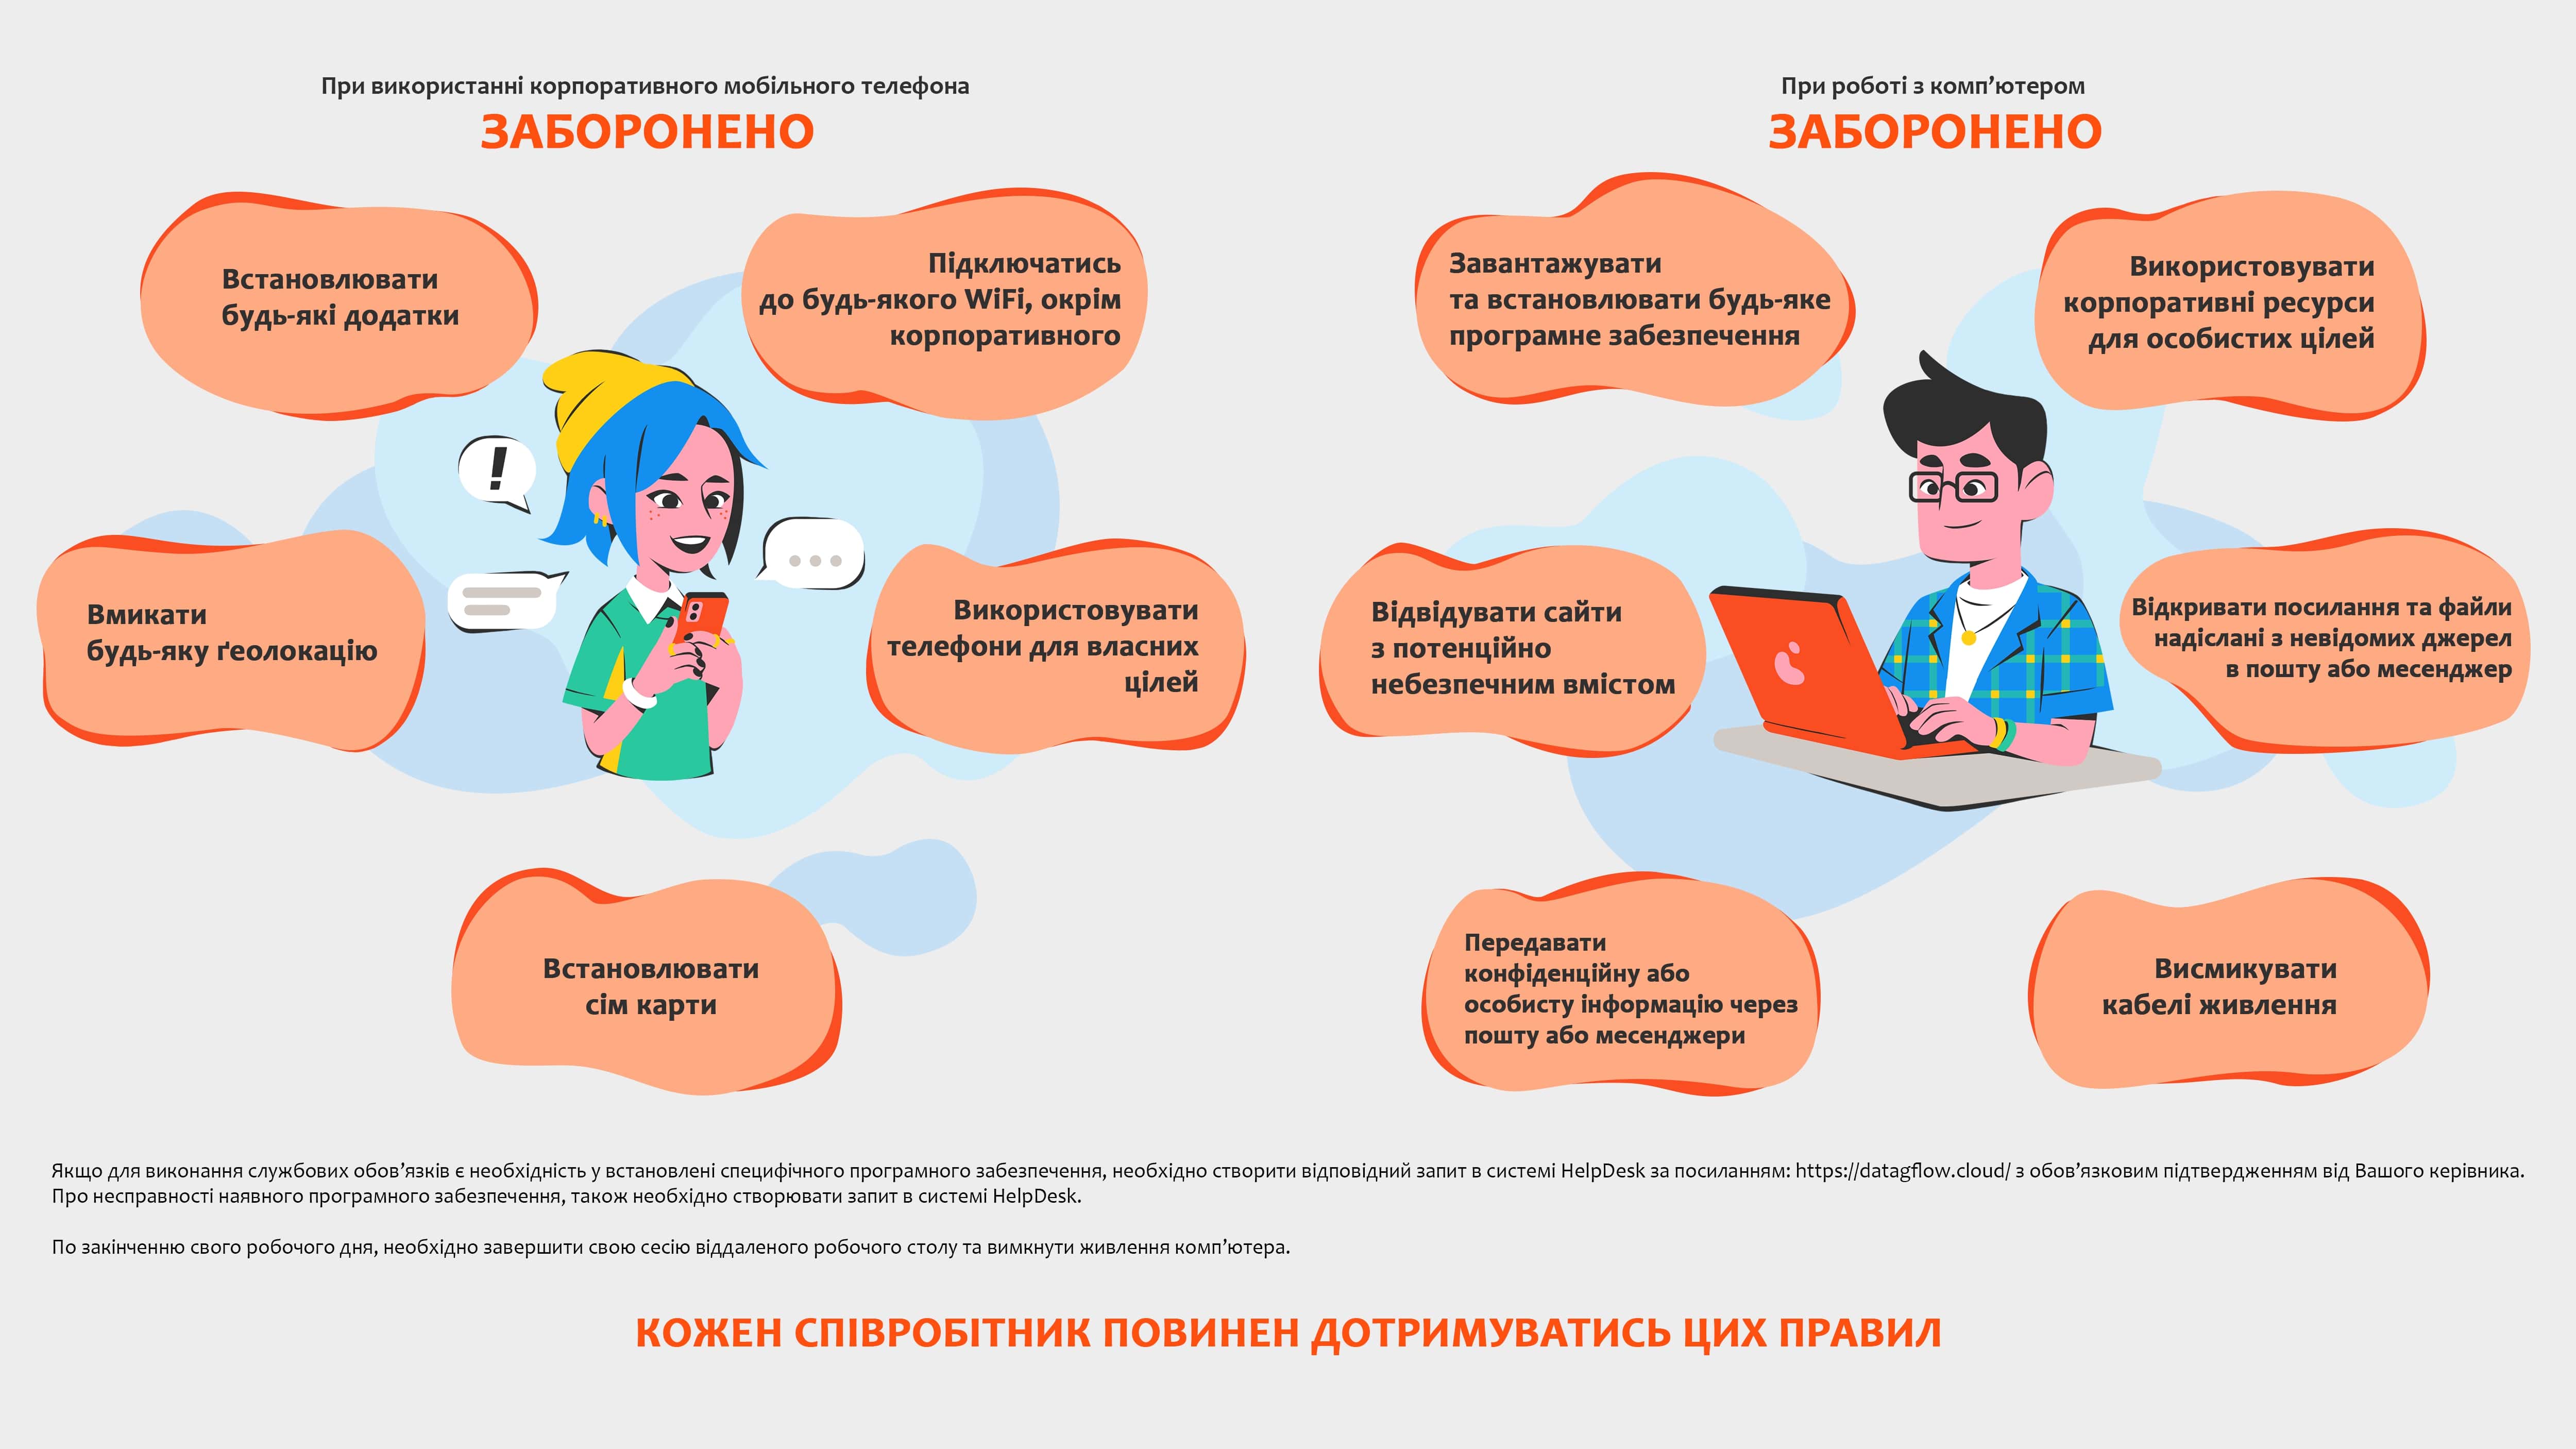 При використанні корпоративного мобільного телефона
ЗАБОРОНЕНО
Встановлювати
будь-які додатки
Підключатись
до будь-якого WiFi, окрім
корпоративного
!
Вмикати
будь-яку ґеолокацію
Використовувати
телефони для власних
цілей
Встановлювати
сім карти
При роботі з комп’ютером
ЗАБОРОНЕНО
Завантажувати
та встановлювати будь-яке
програмне забезпечення
Використовувати
корпоративні ресурси
для особистих цілей
Відвідувати сайти
з потенційно
небезпечним вмістом
Відкривати посилання та файли
надіслані з невідомих джерел
в пошту або месенджер
Передавати
конфіденційну або
особисту інформацію через
пошту або месенджери
Висмикувати
кабелі живлення
Якщо для виконання службових обов’язків є необхідність у встановлені специфічного програмного забезпечення, необхідно створити відповідний запит в системі HelpDesk за посиланням: https://datagflow.cloud/ з обов’язковим підтвердженням від Вашого керівника.
Про несправності наявного програмного забезпечення, також необхідно створювати запит в системі HelpDesk.
По закінченню свого робочого дня, необхідно завершити свою сесію віддаленого робочого столу та вимкнути живлення комп’ютера.
КОЖЕН СПІВРОБІТНИК ПОВИНЕН ДОТРИМУВАТИСЬ ЦИХ ПРАВИЛ